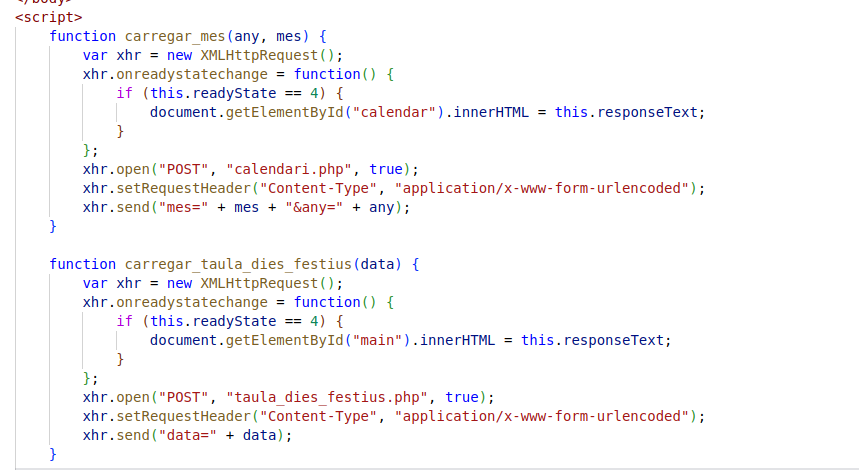 </body>
<script>
function carregar_mes(any, mes) {
var xhr = new XMLHttpRequest();
xhr.onreadystatechange = function() {
if (this.readyState == 4) {
document.getElementById("calendar").innerHTML = this.responseText;
}
};
xhr.open("POST", "calendari.php", true);
xhr.setRequestHeader("Content-Type", "application/x-www-form-urlencoded");
xhr.send("mes=" + mes + "&any=" + any);
}
function carregar_taula_dies_festius(data) {
var xhr = new XMLHttpRequest();
xhr.onreadystatechange = function() {
if (this.readyState == 4) {
document.getElementById("main").innerHTML = this.responseText;
}
};
xhr.open("POST", "taula_dies_festius.php", true);
xhr.setRequestHeader("Content-Type", "application/x-www-form-urlencoded");
xhr.send("data=" + data);
}